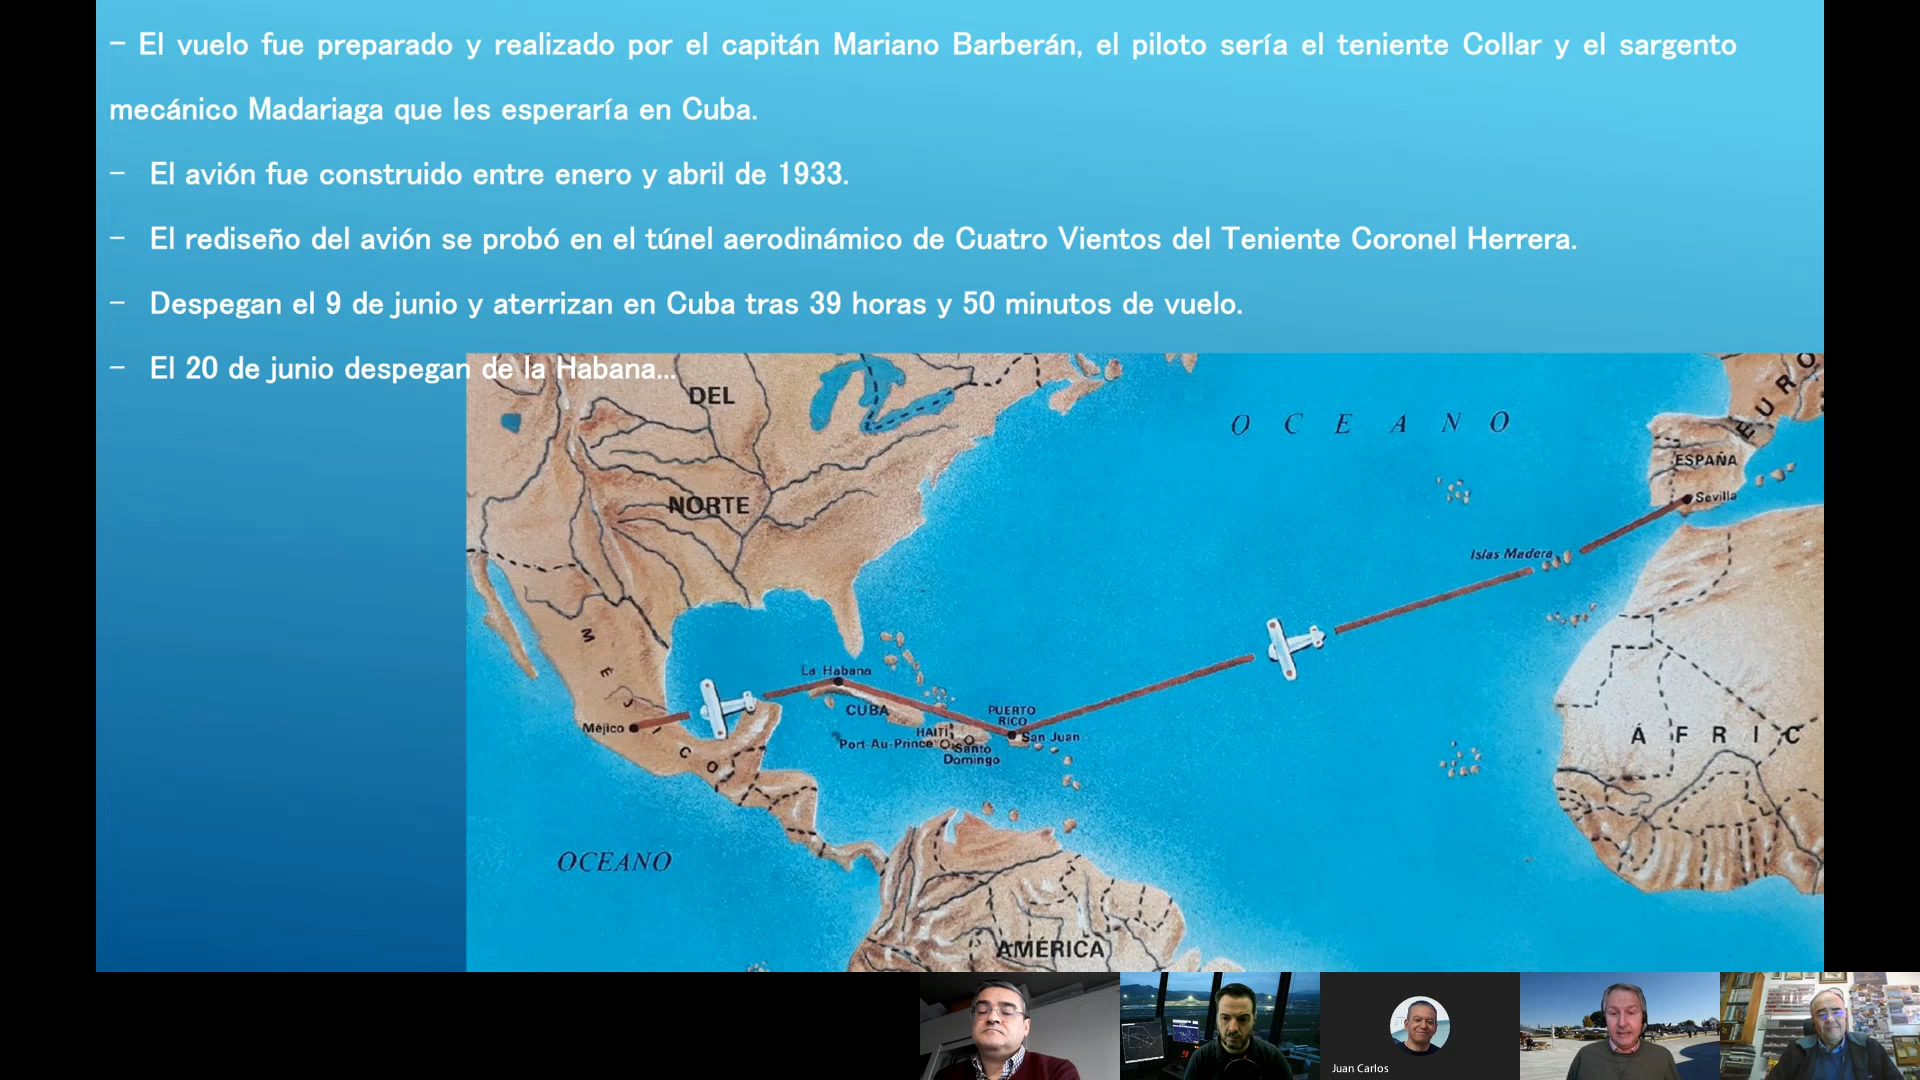 - El vuelo fue preparado y realizado por el capitán Mariano Barberán, el piloto sería el teniente Collar y el sargento
mecánico Madariaga que les esperaría en Cuba.
- El avión fue construido entre enero y abril de 1933.
- El rediseño del avión se probó en el túnel aerodinámico de Cuatro Vientos del Teniente Coronel Herrera.
- Despegan el 9 de junio y aterrizan en Cuba tras 39 horas y 50 minutos de vuelo.
- El 20 de junio despegan de la Habana...
DEL
NORTE
OCEANO
EURO
ESPAÑA
Sevilla
Islas Madera
MÉJICO
Méjico
La Habana
CUBA
PUERTO
RICO
San Juan
HAITI
Port-Au-Prince
Santo
Domingo
ÁFRIC
OCEANO
AMÉRICA
Juan Carlos